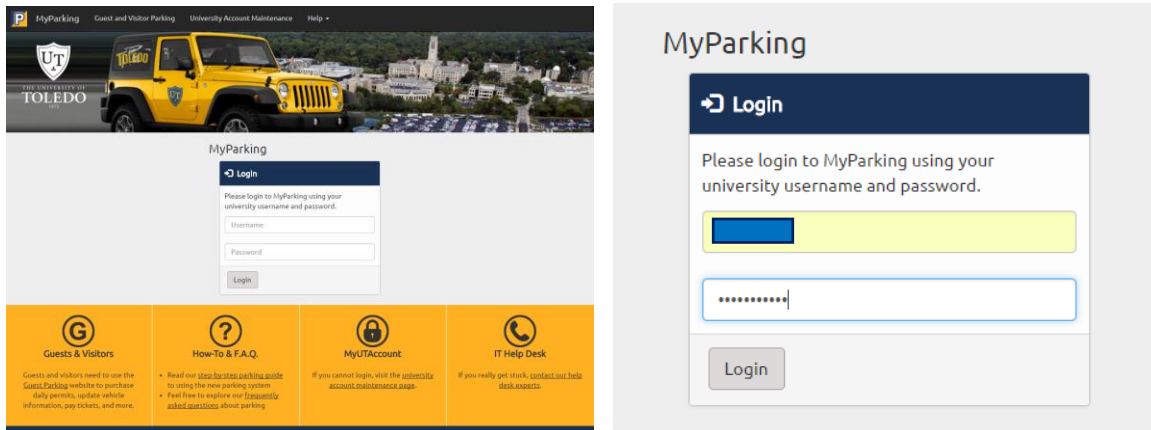 P MyParking Guest and Visitor Parking University Account Maintenance Help
UT
TOLEDO
UT
THE UNIVERSITY OF
TOLEDO
1872
MyParking
Login
Please login to MyParking using your
university username and password.
Username
Password
Login
G
Guests & Visitors
Guests and visitors need to use the
Guest Parking website to purchase
daily permits, update vehicle
information, pay tickets, and more.
?
How-To & F.A.Q.
• Read our step-by-step parking guide
to using the new parking system
• Feel free to explore our frequently
asked questions about parking
MyUTAccount
If you cannot login, visit the university
account maintenance page.
IT Help Desk
If you really get stuck, contact our help
desk experts.
MyParking
Login
Please login to MyParking using your
university username and password.
•••••••••••
Login